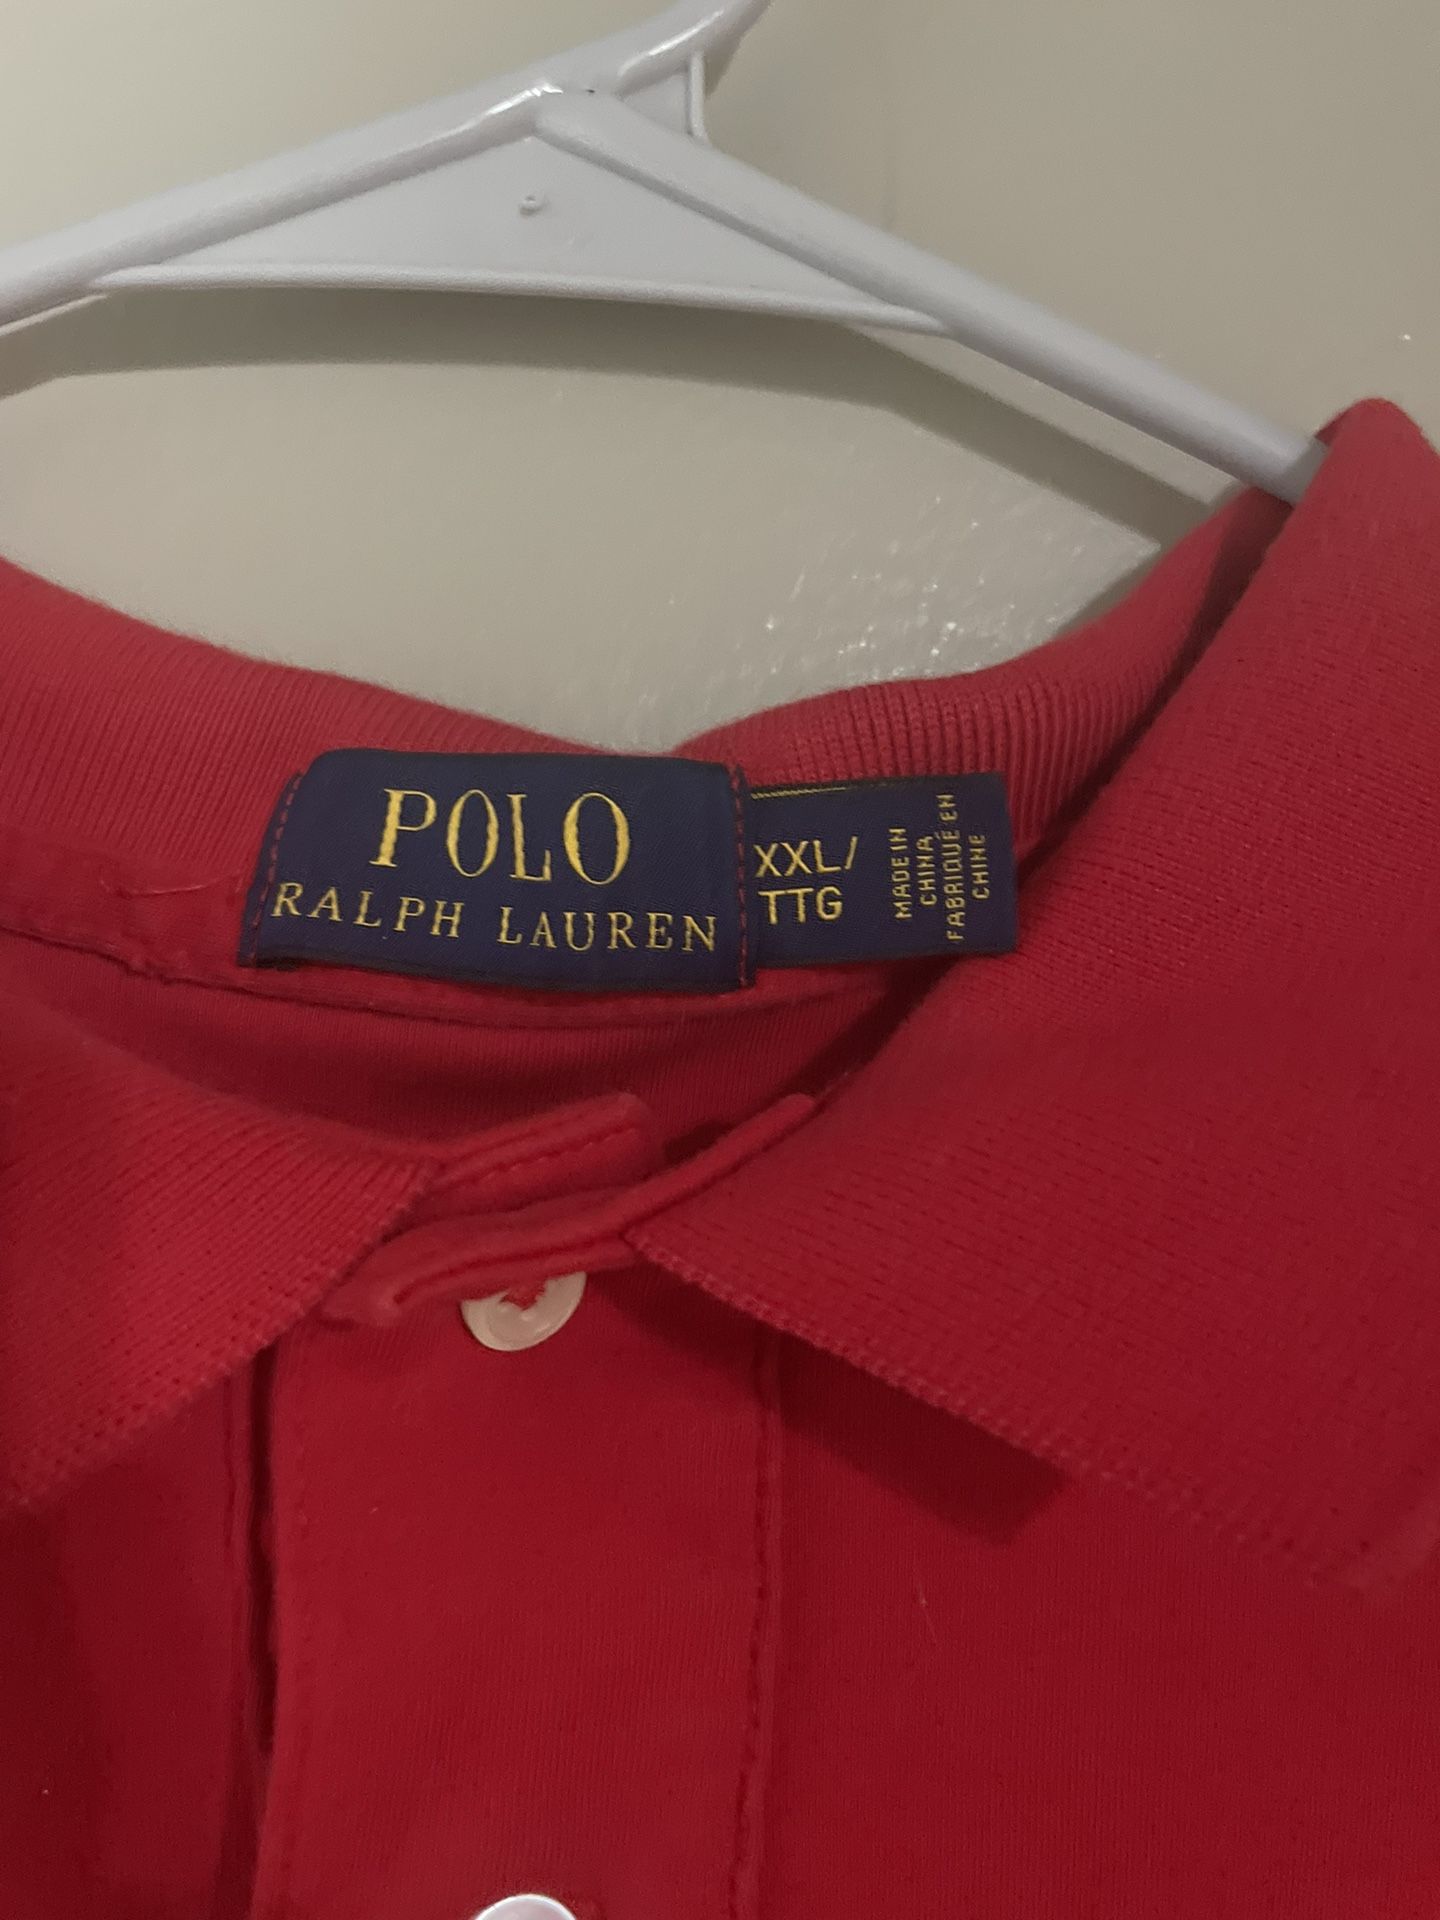 POLO
RALPH LAUREN
XXL/
TTG
MADE IN
CHINA
FABRIQUÉ EN
CHINE